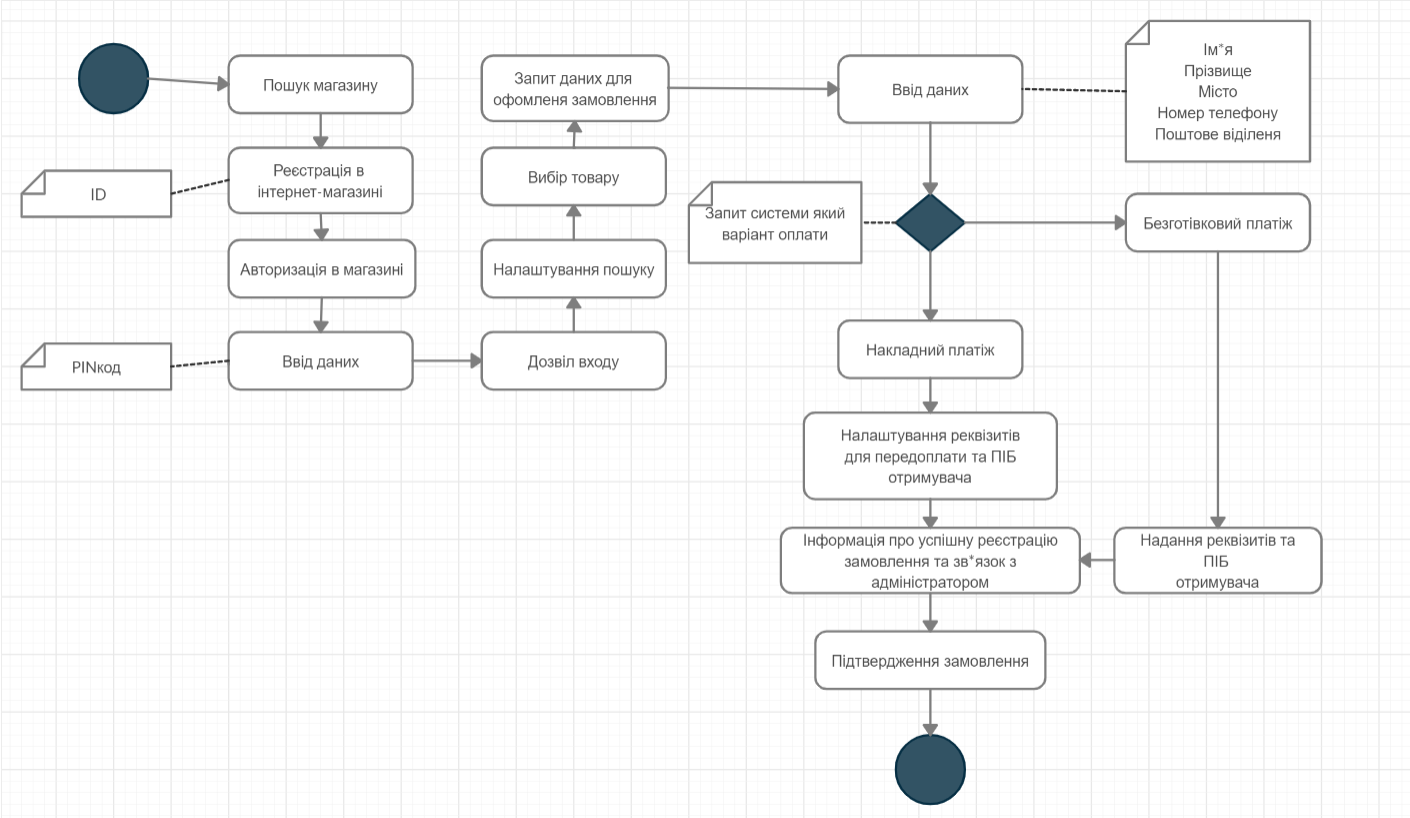 Пошук магазину
Реєстрація в
інтернет-магазині
ID
Авторизація в магазині
Ввід даних
PINкод
Дозвіл входу
Налаштування пошуку
Вибір товару
Запит даних для
офомленя замовлення
Ввід даних
Ім*я
Прізвище
Місто
Номер телефону
Поштове віділеня
Запит системи який
варіант оплати
Безготівковий платіж
Накладний платіж
Налаштування реквізитів
для передоплати та ПІБ
отримувача
Інформація про успішну реєстрацію
замовлення та зв*язок з
адміністратором
Надання реквізитів та
ПІБ
отримувача
Підтвердження замовлення